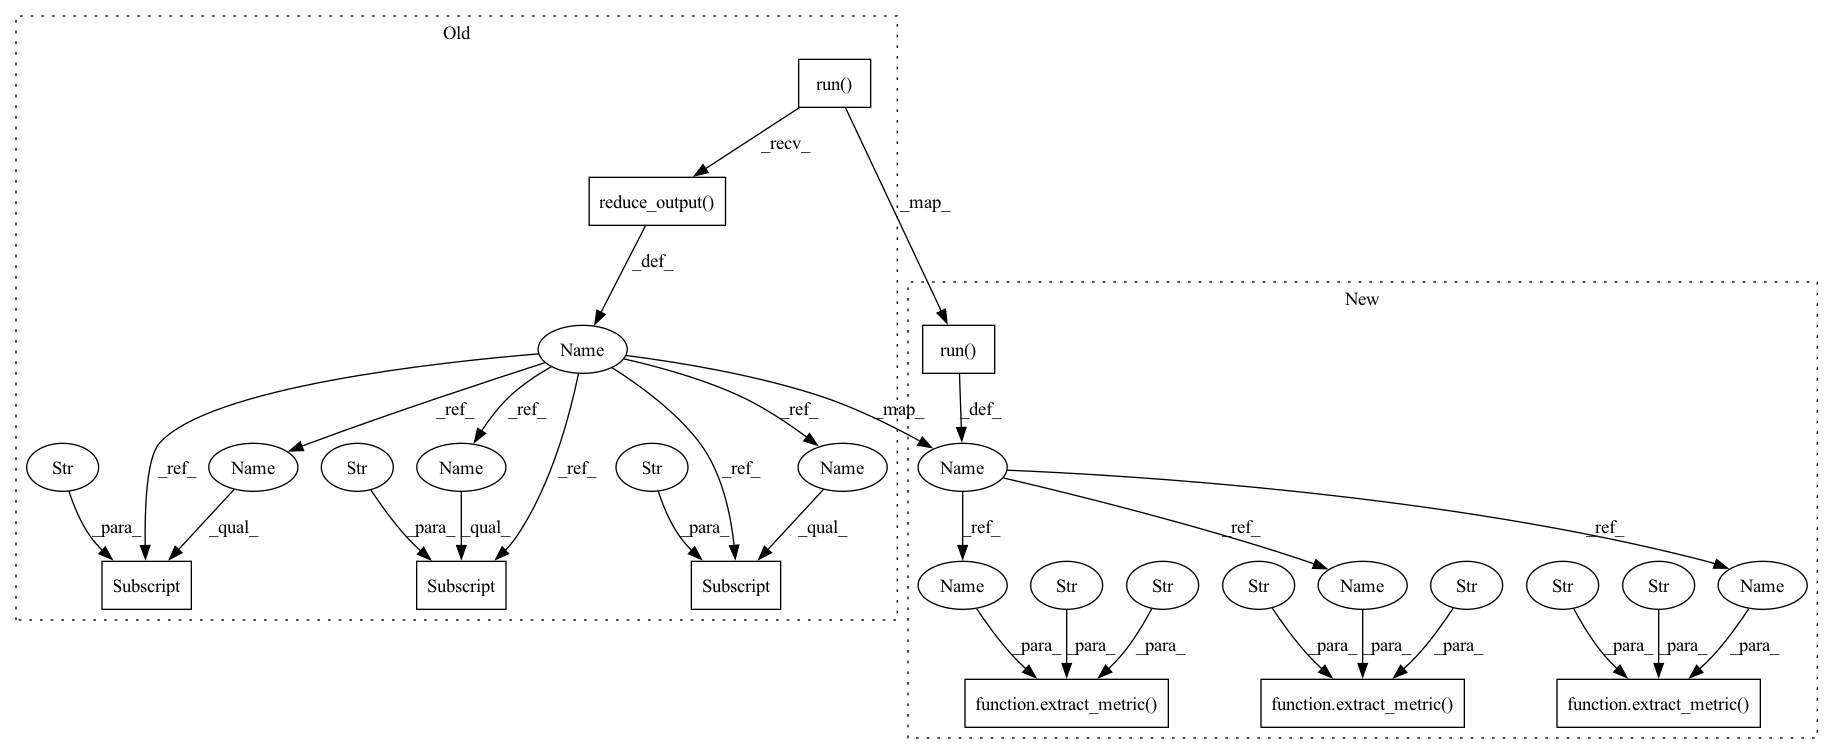 Old
run()
_recv_
reduce_output()
_map_
_def_
New
Name
run()
_ref_
_ref_
_ref_
_map_
_def_
Str
Name
Str
Name
Str
Name
Name
_ref_
_ref_
_ref_
_para_
_qual_
_para_
_qual_
_para_
_qual_
_ref_
_ref_
_ref_
Subscript
Subscript
Subscript
Name
Str
Str
Str
Name
Str
Str
Str
Name
_para_
_para_
_para_
_para_
_para_
_para_
_para_
_para_
_para_
function.extract_metric()
function.extract_metric()
function.extract_metric()